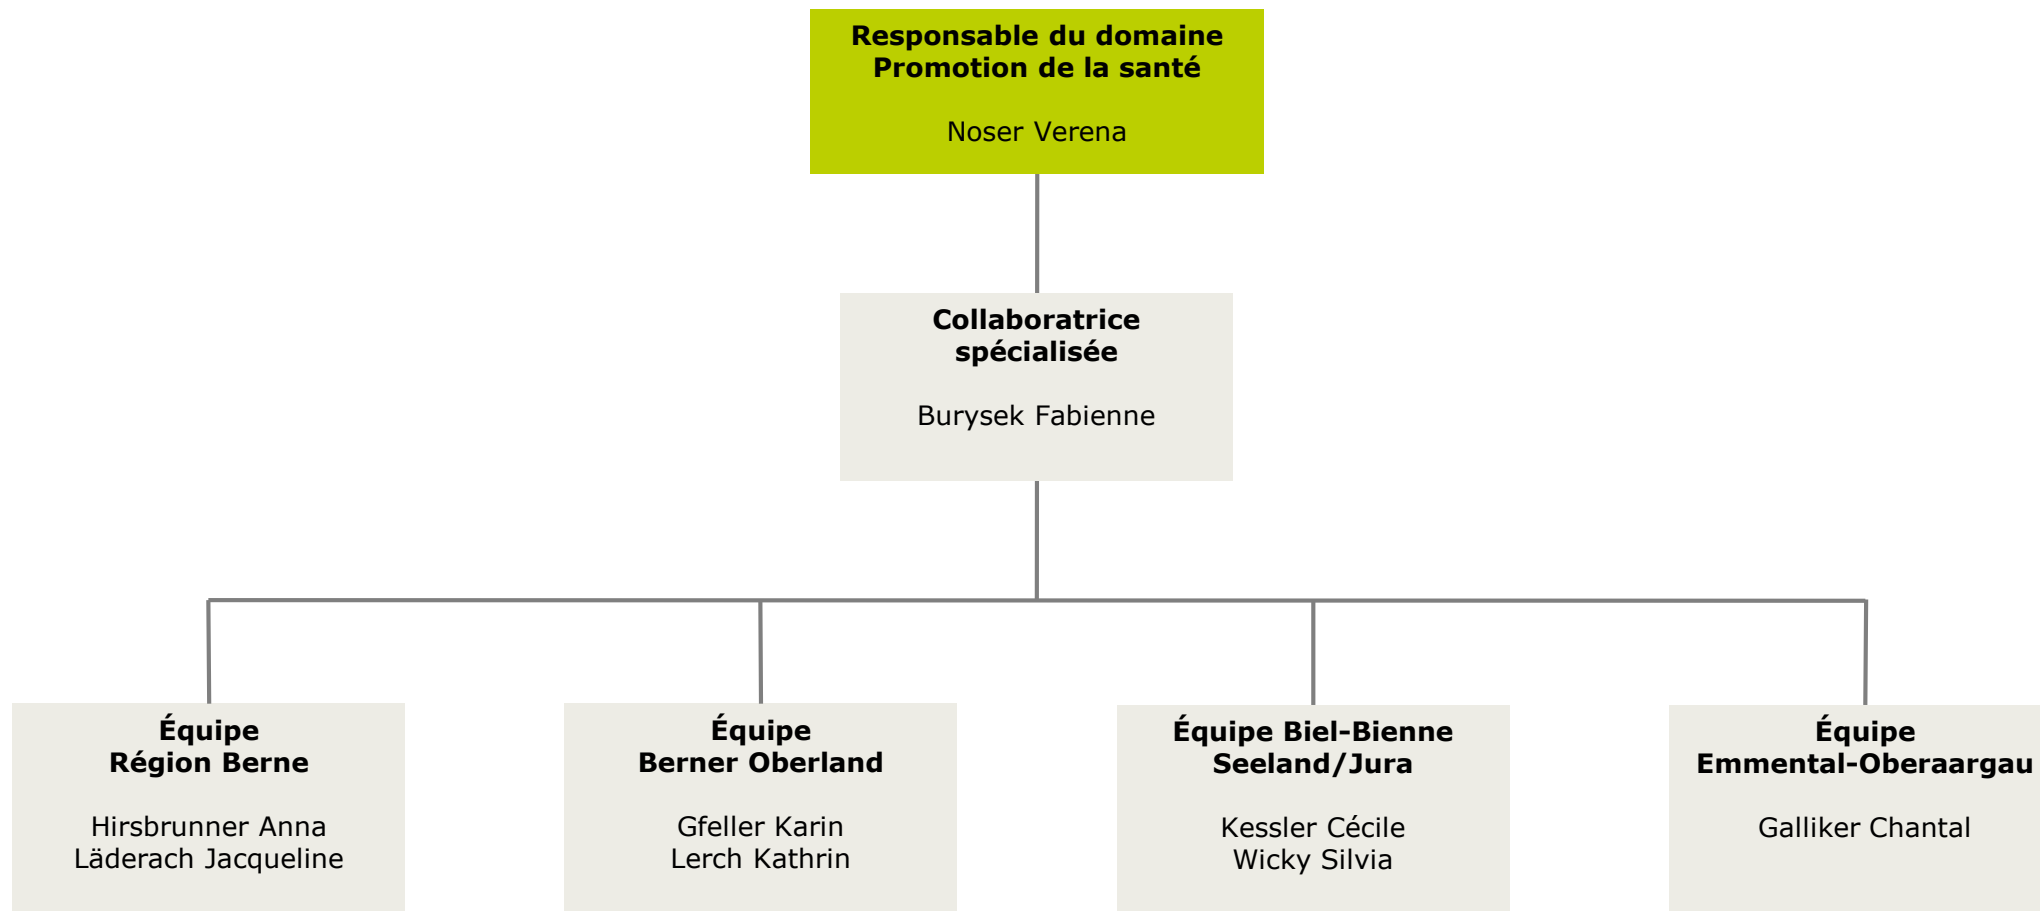 Responsable du domaine
Promotion de la santé
Noser Verena
Collaboratrice
spécialisée
Burysek Fabienne
Équipe
Région Berne
Hirsbrunner Anna
Läderach Jacqueline
Équipe
Berner Oberland
Gfeller Karin
Lerch Kathrin
Équipe Biel-Bienne
Seeland/Jura
Kessler Cécile
Wicky Silvia
Équipe
Emmental-Oberaargau
Galliker Chantal